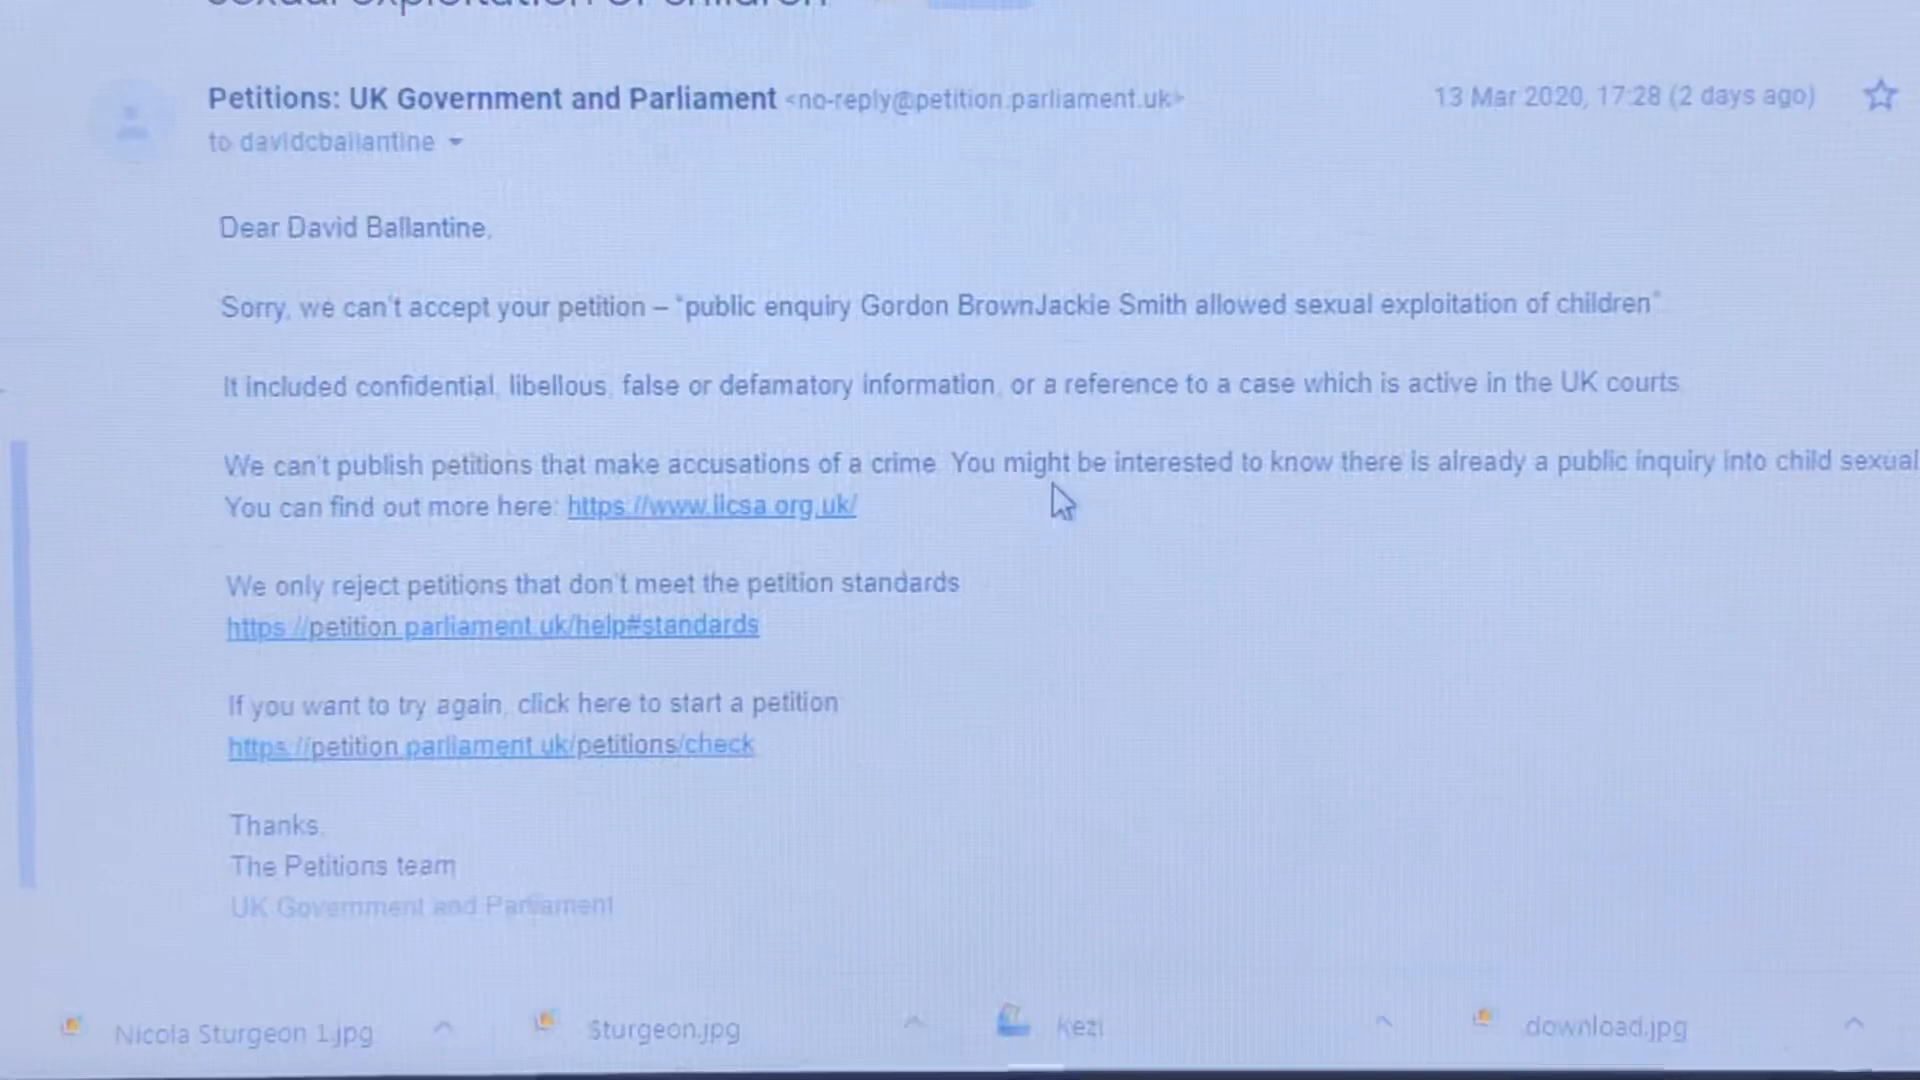 sexual exploitation of children
Petitions: UK Government and Parliament <no-reply@petition.parliament.uk>
13 Mar 2020, 17:28 (2 days ago)
to davidcballantine
Dear David Ballantine,
Sorry, we can't accept your petition – "public enquiry Gordon BrownJackie Smith allowed sexual exploitation of children"
It included confidential, libellous, false or defamatory information, or a reference to a case which is active in the UK courts
We can't publish petitions that make accusations of a crime. You might be interested to know there is already a public inquiry into child sexual
You can find out more here: https://www.iicsa.org.uk/
We only reject petitions that don't meet the petition standards
https://petition.parliament.uk/help#standards
If you want to try again, click here to start a petition
https://petition.parliament.uk/petitions/check
Thanks,
The Petitions team
UK Government and Parliament
Nicola Sturgeon 1.jpg
Sturgeon.jpg
kezi
download.jpg